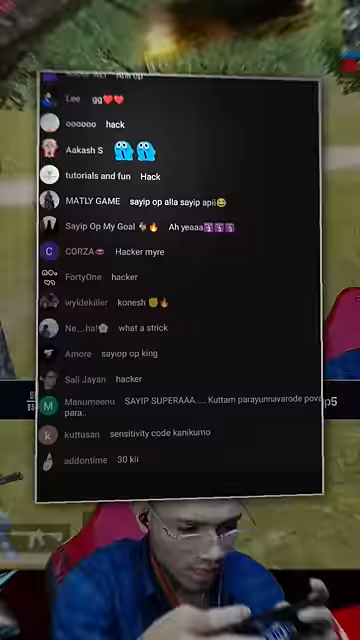 Lee gg❤️❤️
oooooo hack
Aakash S
tutorials and fun Hack
MATLY GAME sayip op alla sayip apii😂
Sayip Op My Goal 🐐🔥 Ah yeaaa
CORZA👄 Hacker myre
FortyOne hacker
wyldekiller konesh ✊🔥
Ne._.ha!🌸 what a strick
Amore sayiop op king
Sail Jayan hacker
M Manumeenu SAYIP SUPERAAA..... Kuttam parayunnavarode pova
para..
k kuttusan sensitivity code kanikumo
addontime 30 kii